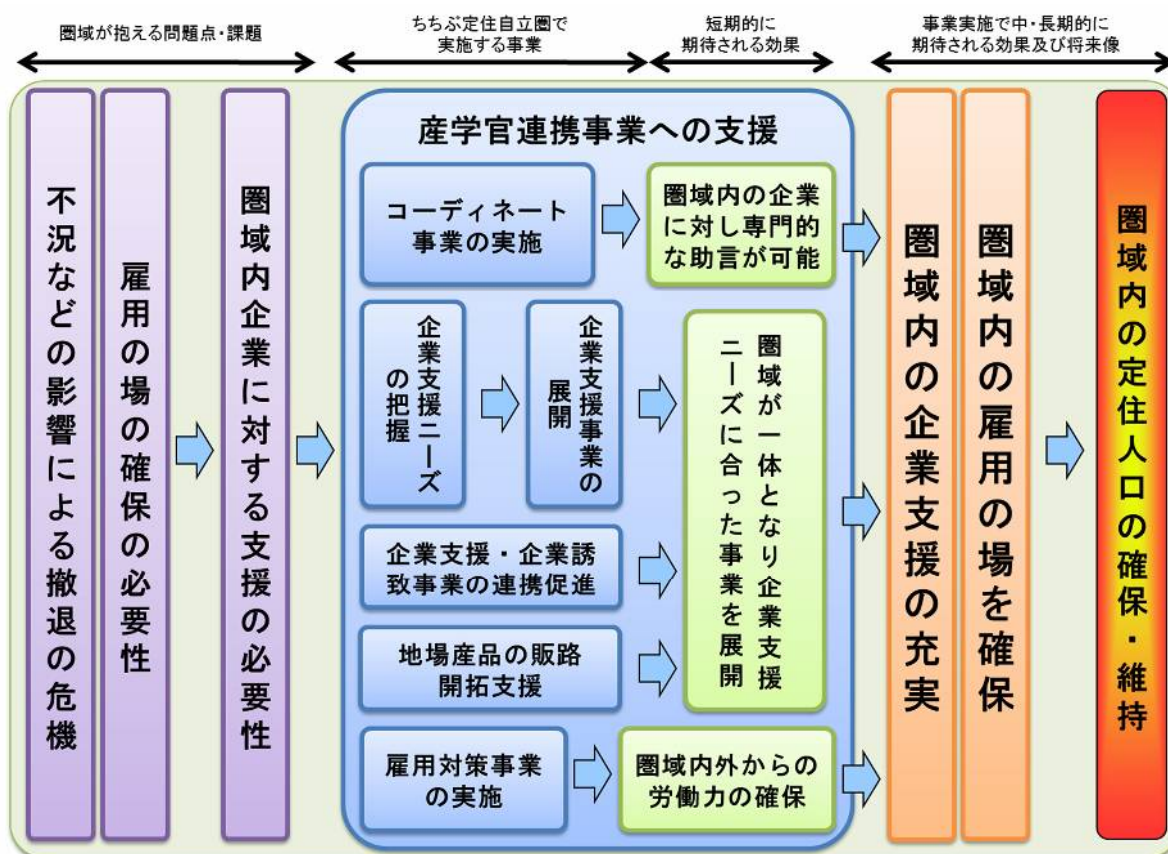 圏域が抱える問題点・課題
ちちぶ定住自立圏で
実施する事業
短期的に
期待される効果
事業実施で中・長期的に
期待される効果及び将来像
不況などの影響による撤退の危機
雇用の場の確保の必要性
圏域内企業に対する支援の必要性
産学官連携事業への支援
コーディネート
事業の実施
圏域内の企業
に対し専門的
な助言が可能
企業支援ニーズ
の把握
企業支援事業の
展開
圏域が一体となり企業支援
ニーズに合った事業を展開
企業支援・企業誘
致事業の連携促進
地場産品の販路
開拓支援
雇用対策事業
の実施
圏域内外からの
労働力の確保
圏域内の企業支援の充実
圏域内の雇用の場を確保
圏域内の定住人口の確保・維持